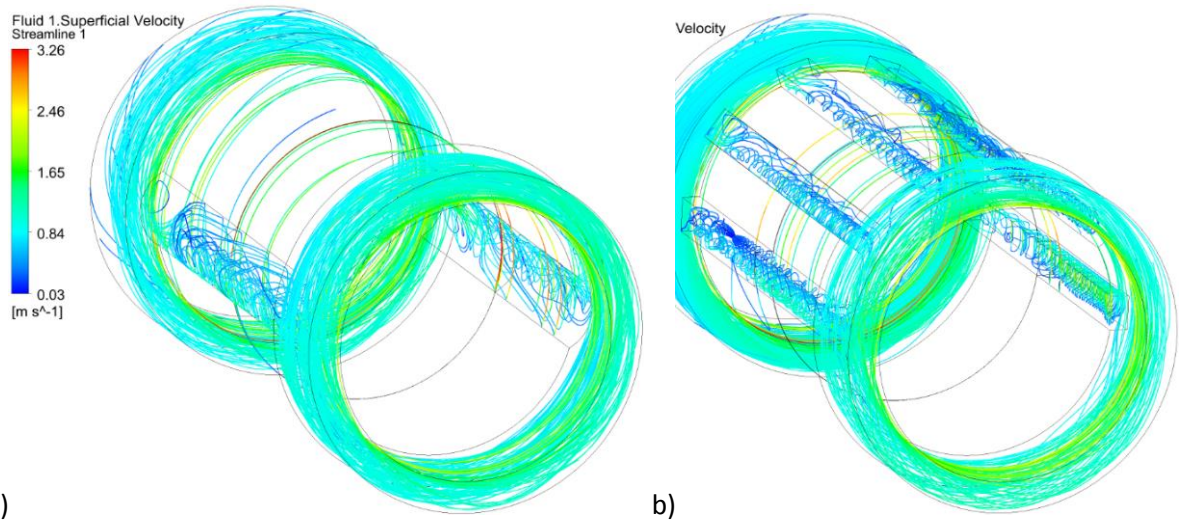 Fluid 1.Superficial Velocity
Streamline 1
3.26
2.46
1.65
0.84
0.03
[m s^-1]
Velocity
)
b)